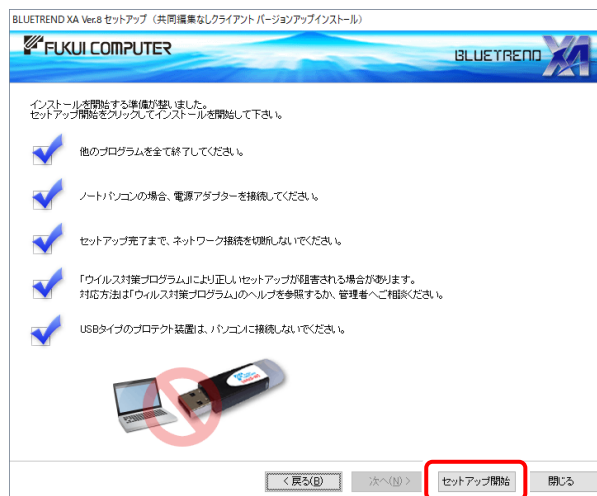 BLUETREND XA Ver.8 セットアップ（共同編集なしクライアント バージョンアップインストール）
FUKUI COMPUTER
BLUETREND XA
インストールを開始する準備が整いました。
セットアップ開始をクリックしてインストールを開始して下さい。
他のプログラムを全て終了してください。
ノートパソコンの場合、電源アダプターを接続してください。
セットアップ完了まで、ネットワーク接続を切断しないでください。
「ウイルス対策プログラム」により正しいセットアップが阻害される場合があります。
対応方法は「ウィルス対策プログラム」のヘルプを参照するか、管理者へご相談ください。
USBタイプのプロテクト装置は、パソコンに接続しないでください。
< 戻る(B)
次へ(N) >
セットアップ開始
閉じる